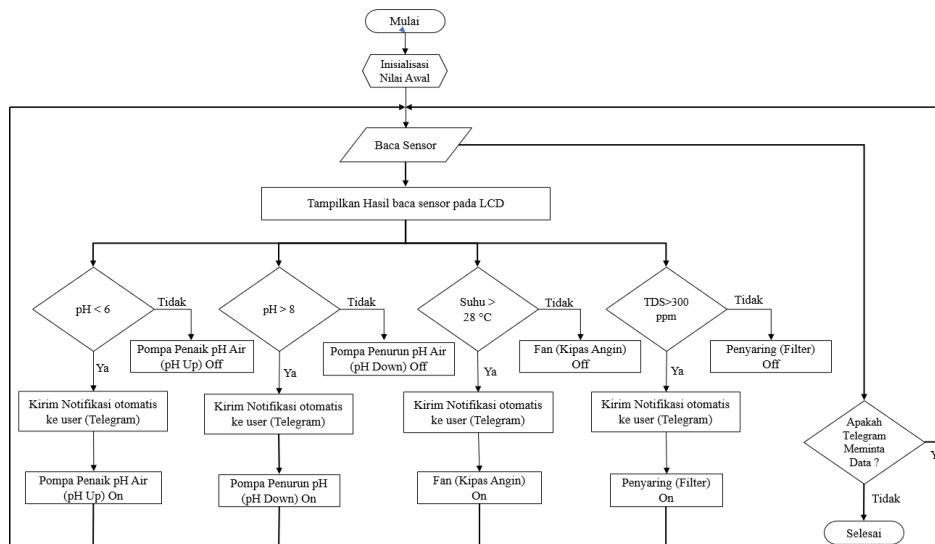 Mulai
Inisialisasi
Nilai Awal
Baca Sensor
Tampilkan Hasil baca sensor pada LCD
pH < 6
Tidak
pH > 8
Tidak
Suhu >
28 °C
Tidak
TDS>300
ppm
Tidak
Pompa Penaik pH Air
(pH Up) Off
Pompa Penurun pH Air
(pH Down) Off
Fan (Kipas Angin)
Off
Penyaring (Filter)
Off
Ya
Ya
Ya
Ya
Kirim Notifikasi otomatis
ke user (Telegram)
Kirim Notifikasi otomatis
ke user (Telegram)
Kirim Notifikasi otomatis
ke user (Telegram)
Kirim Notifikasi otomatis
ke user (Telegram)
Apakah
Telegram
Meminta
Data ?
Y
Pompa Penaik pH Air
(pH Up) On
Pompa Penurun pH
(pH Down) On
Fan (Kipas Angin)
On
Penyaring (Filter)
On
Tidak
Selesai